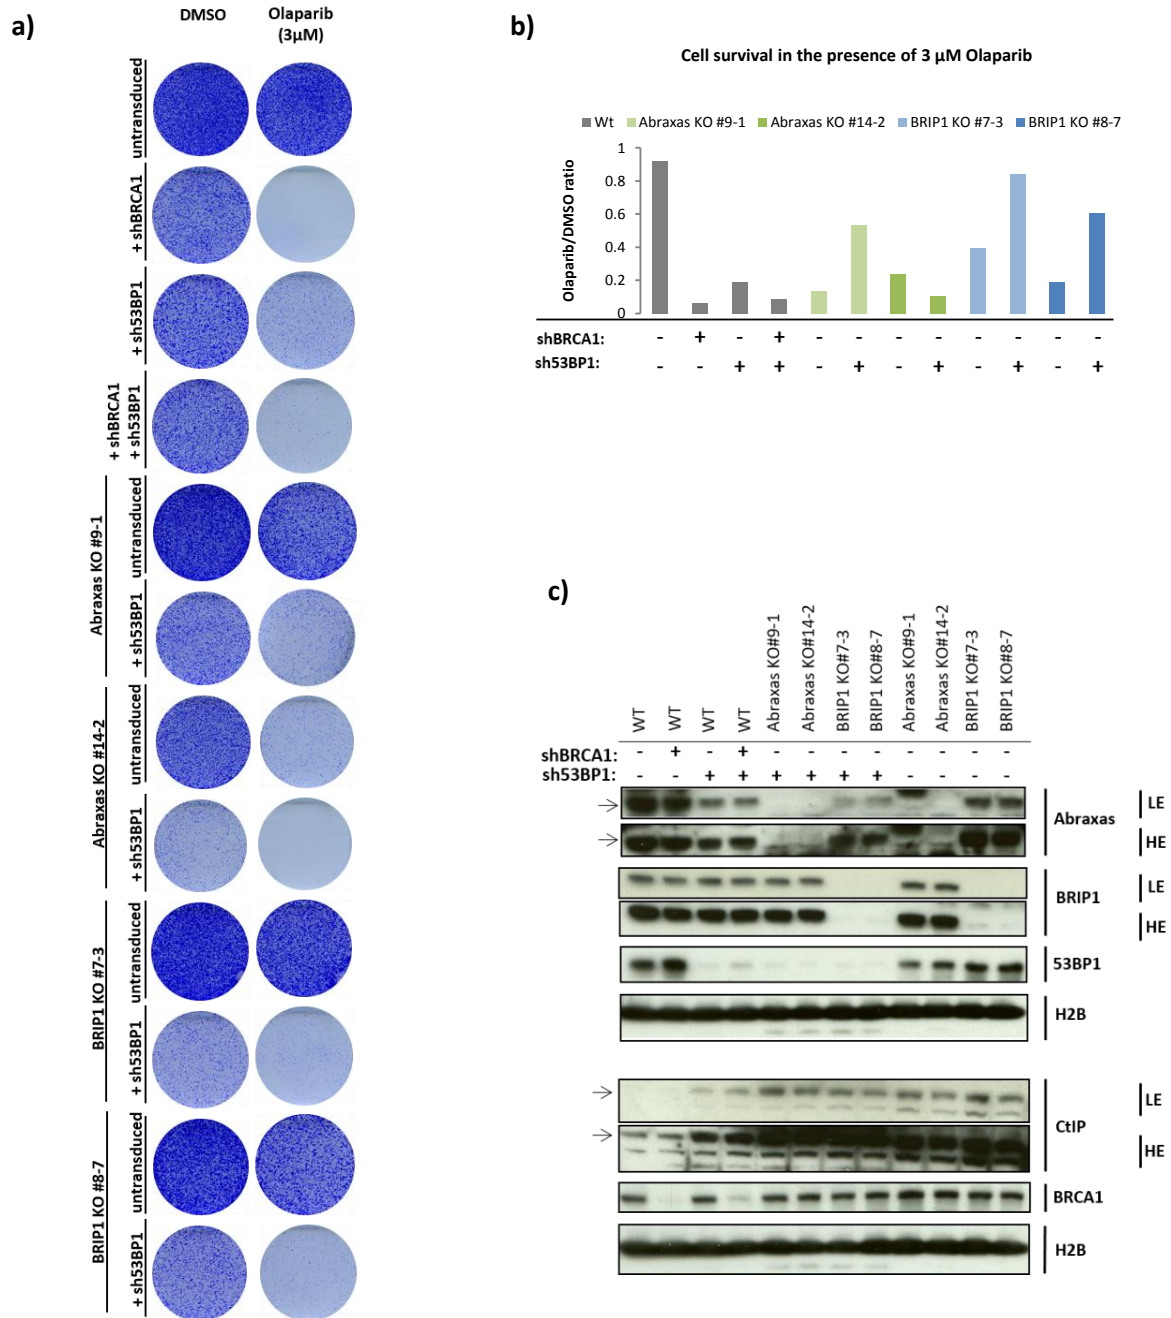 a)
DMSO
Olaparib
(3µM)
untransduced
+ shBRCA1
+ sh53BP1
+ shBRCA1
+ sh53BP1
Abraxas KO #9-1
untransduced
+ sh53BP1
Abraxas KO #14-2
untransduced
+ sh53BP1
BRIP1 KO #7-3
untransduced
+ sh53BP1
BRIP1 KO #8-7
untransduced
+ sh53BP1
b)
Cell survival in the presence of 3 µM Olaparib
Wt Abraxas KO #9-1 Abraxas KO #14-2 BRIP1 KO #7-3 BRIP1 KO #8-7
Olaparib/DMSO ratio
1
0.8
0.6
0.4
0.2
0
shBRCA1: - + - + - - - - - - - -
sh53BP1: - - + + - + - + - + - +
c)
WT
WT
WT
WT
Abraxas KO#9-1
Abraxas KO#14-2
BRIP1 KO#7-3
BRIP1 KO#8-7
Abraxas KO#9-1
Abraxas KO#14-2
BRIP1 KO#7-3
BRIP1 KO#8-7
shBRCA1: - + - + - - - - - - - -
sh53BP1: - - + + + + + + - - - -
Abraxas
LE
HE
BRIP1
LE
HE
53BP1
H2B
CtIP
LE
HE
BRCA1
H2B